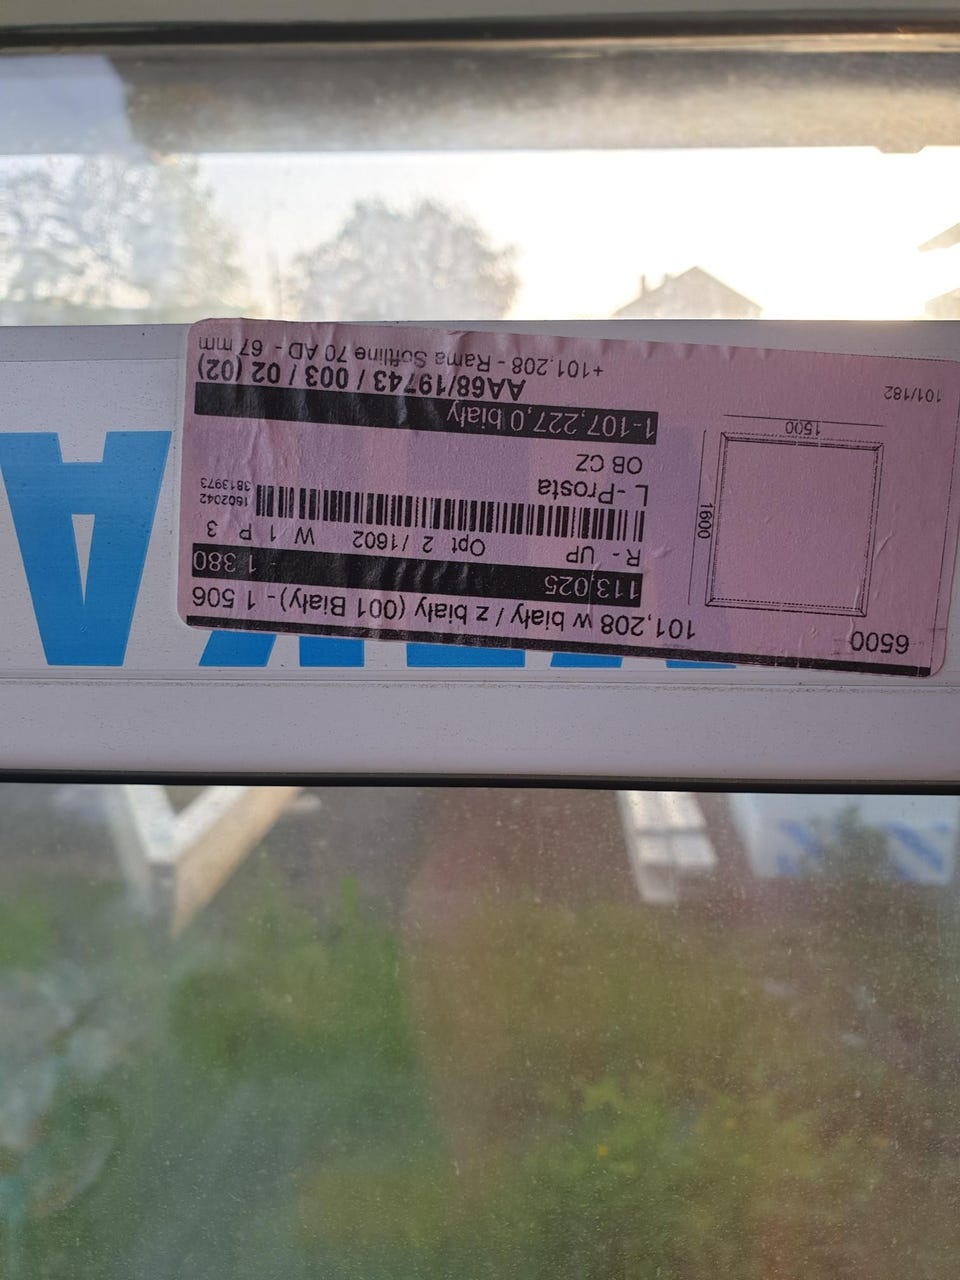 6500
101,208 w biały / z biały (001 Biały) - 1 506
113,025 - 1 380
R - UP Opt 2 / 1602 W 1 P 3
1602042
3813973
L - Prosta
OB CZ
1-107,227,0 biały
AA68/19743 / 003 / 02 (02)
+101,208 - Rama Softline 70 AD - 67 mm
1600
1500
101/182